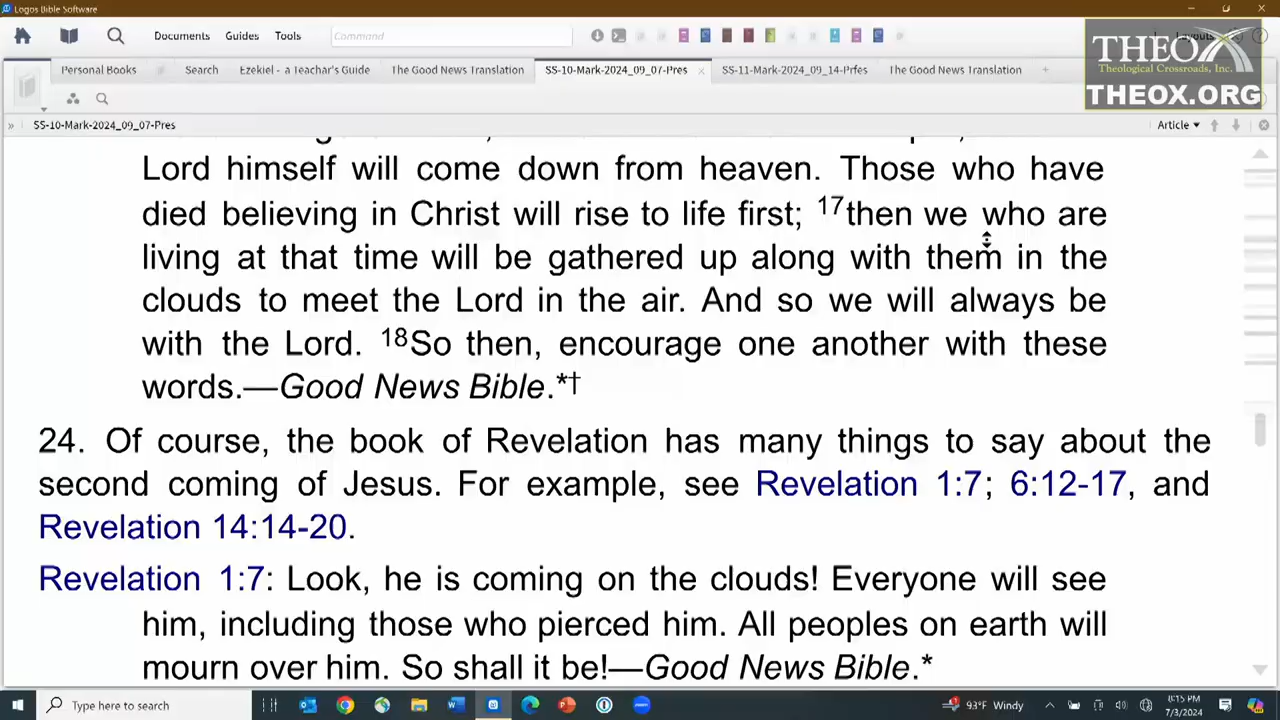 Logos Bible Software
Documents Guides Tools Command
THEOX
Theological Crossroads, Inc.
THEOX.ORG
Personal Books Search Ezekiel - a Teacher's Guide SS-10-Mark-2024_09_07-Pres SS-11-Mark-2024_09_14-Prfes The Good News Translation
SS-10-Mark-2024_09_07-Pres Article
Lord himself will come down from heaven. Those who have
died believing in Christ will rise to life first; 17then we who are
living at that time will be gathered up along with them in the
clouds to meet the Lord in the air. And so we will always be
with the Lord. 18So then, encourage one another with these
words.—Good News Bible.*†
24. Of course, the book of Revelation has many things to say about the
second coming of Jesus. For example, see Revelation 1:7; 6:12-17, and
Revelation 14:14-20.
Revelation 1:7: Look, he is coming on the clouds! Everyone will see
him, including those who pierced him. All peoples on earth will
mourn over him. So shall it be!—Good News Bible.*
Type here to search 93°F Windy 8:15 PM
7/3/2024